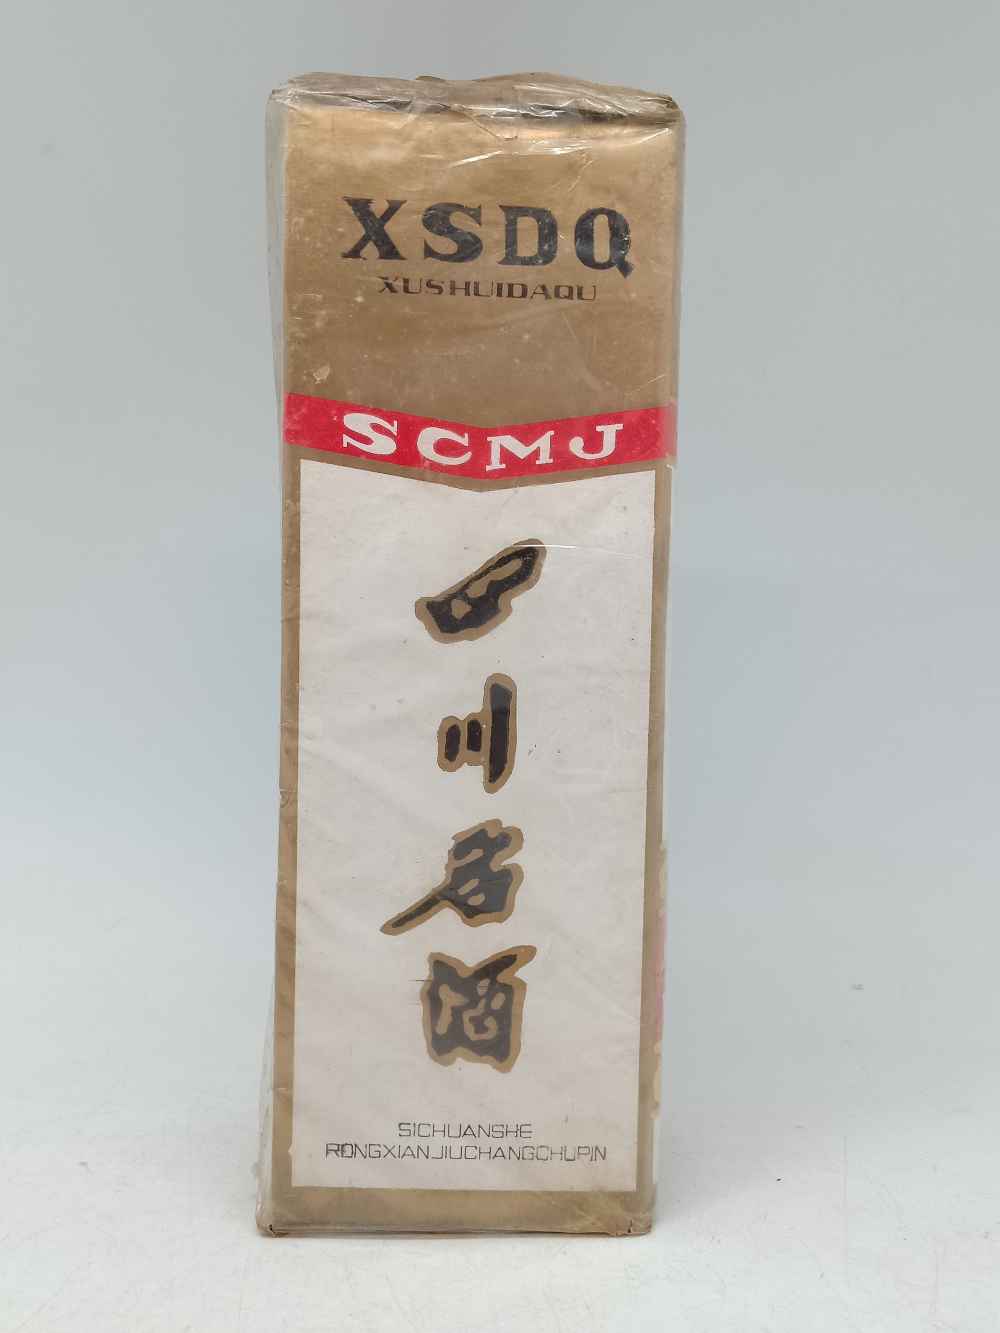 XSDQ
XUSHUIDAQU
SCMJ
四川名酒
SICHUANSHE
RONGXIANJIUCHANGCHUPIN